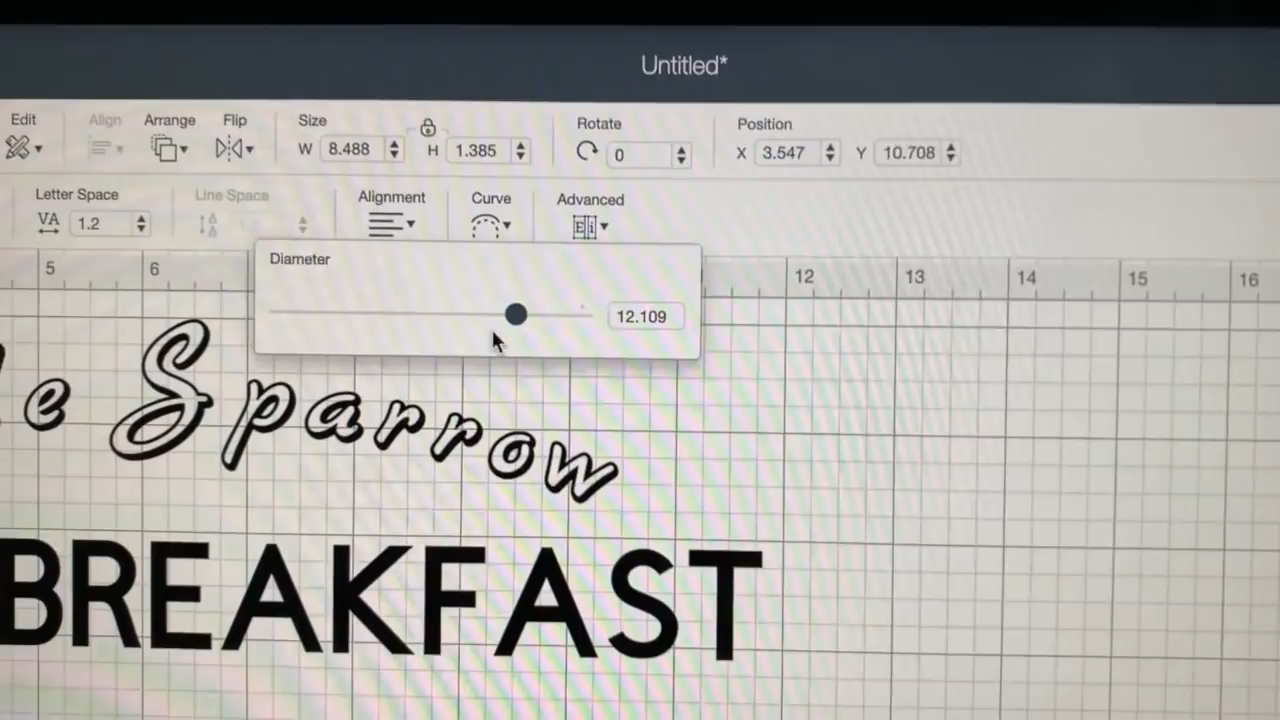 Untitled*
Edit Align Arrange Flip Size Rotate Position
W 8.488 H 1.385 0 X 3.547 Y 10.708
Letter Space Line Space Alignment Curve Advanced
VA 1.2
Diameter
5 6 12 13 14 15 16
12.109
e Sparrow
BREAKFAST